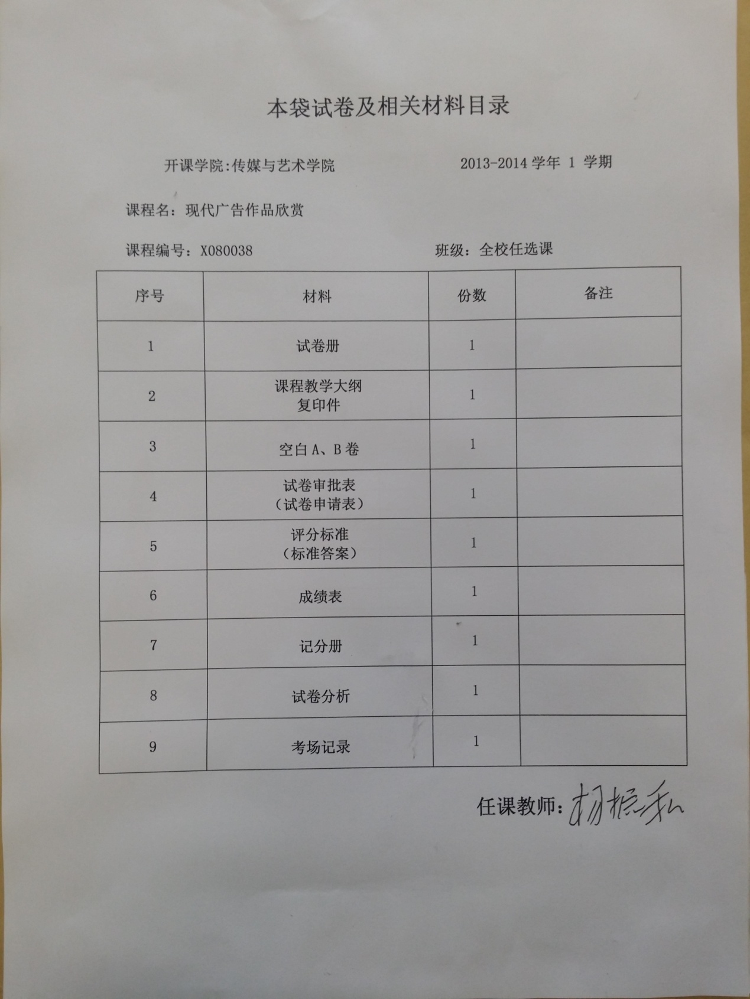 本袋试卷及相关材料目录
开课学院:传媒与艺术学院 2013-2014学年 1 学期
课程名：现代广告作品欣赏
课程编号：X080038 班级：全校任选课
序号 材料 份数 备注
1 试卷册 1
2 课程教学大纲 1
复印件
3 空白A、B卷 1
4 试卷审批表 1
（试卷申请表）
5 评分标准 1
（标准答案）
6 成绩表 1
7 记分册 1
8 试卷分析 1
9 考场记录 1
任课教师：杨振